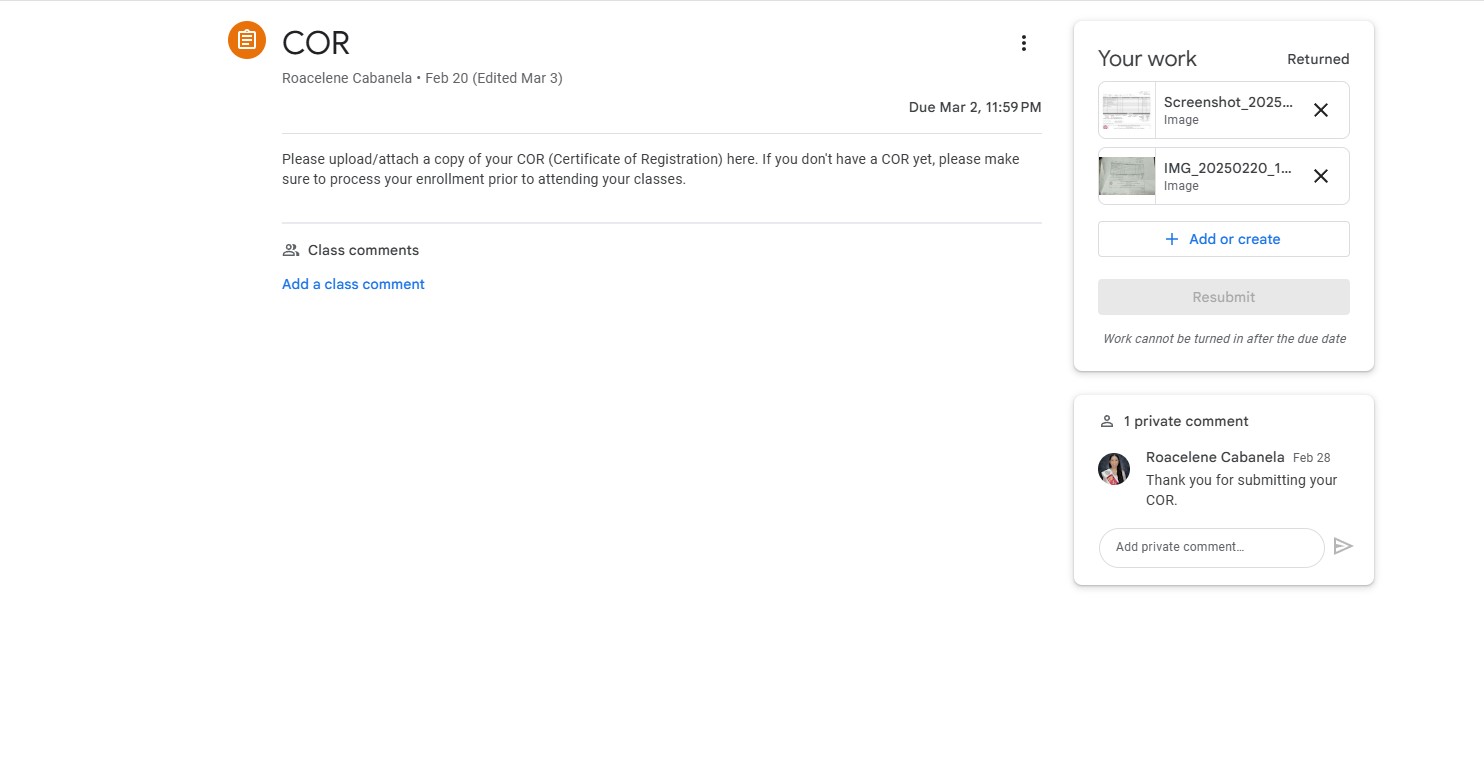 COR
Roacelene Cabanela • Feb 20 (Edited Mar 3)
Due Mar 2, 11:59 PM
Please upload/attach a copy of your COR (Certificate of Registration) here. If you don't have a COR yet, please make
sure to process your enrollment prior to attending your classes.
Class comments
Add a class comment
Your work
Returned
Screenshot_2025...
Image
IMG_20250220_1...
Image
Add or create
Resubmit
Work cannot be turned in after the due date
1 private comment
Roacelene Cabanela Feb 28
Thank you for submitting your
COR.
Add private comment...